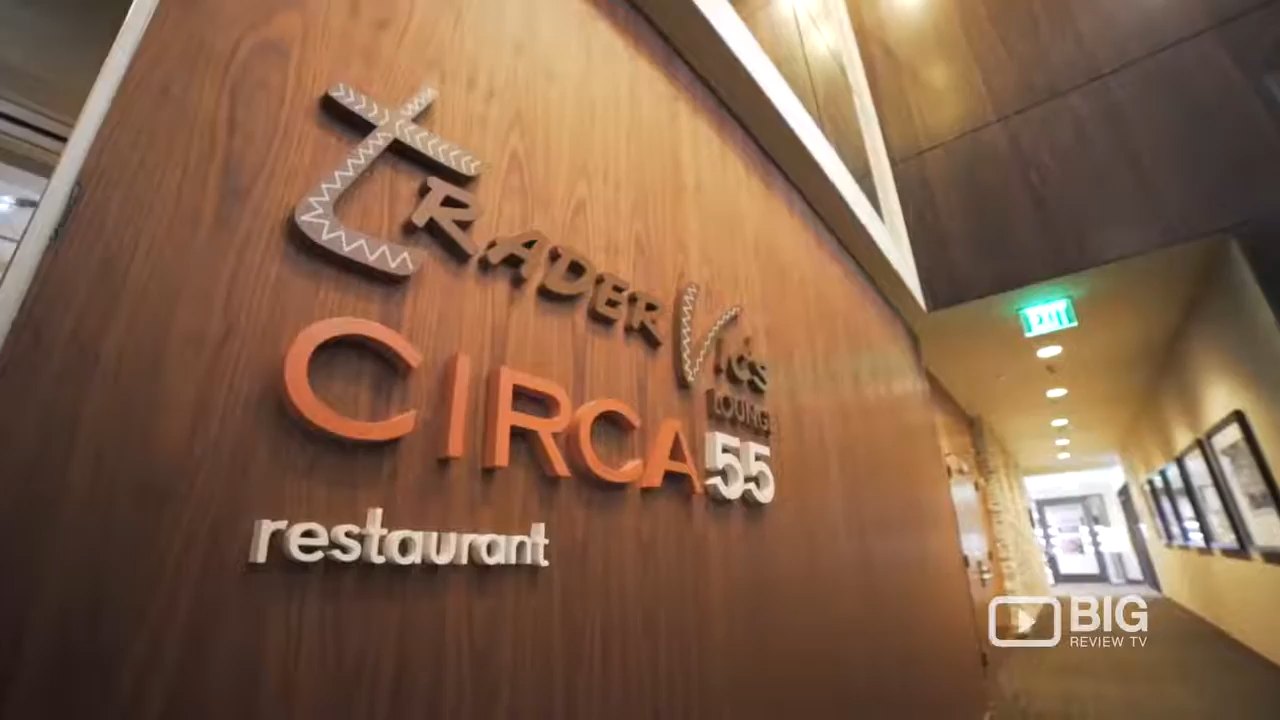 trader Vic's
LOUNGE
CIRCA 55
restaurant
EXIT
BIG
REVIEW TV